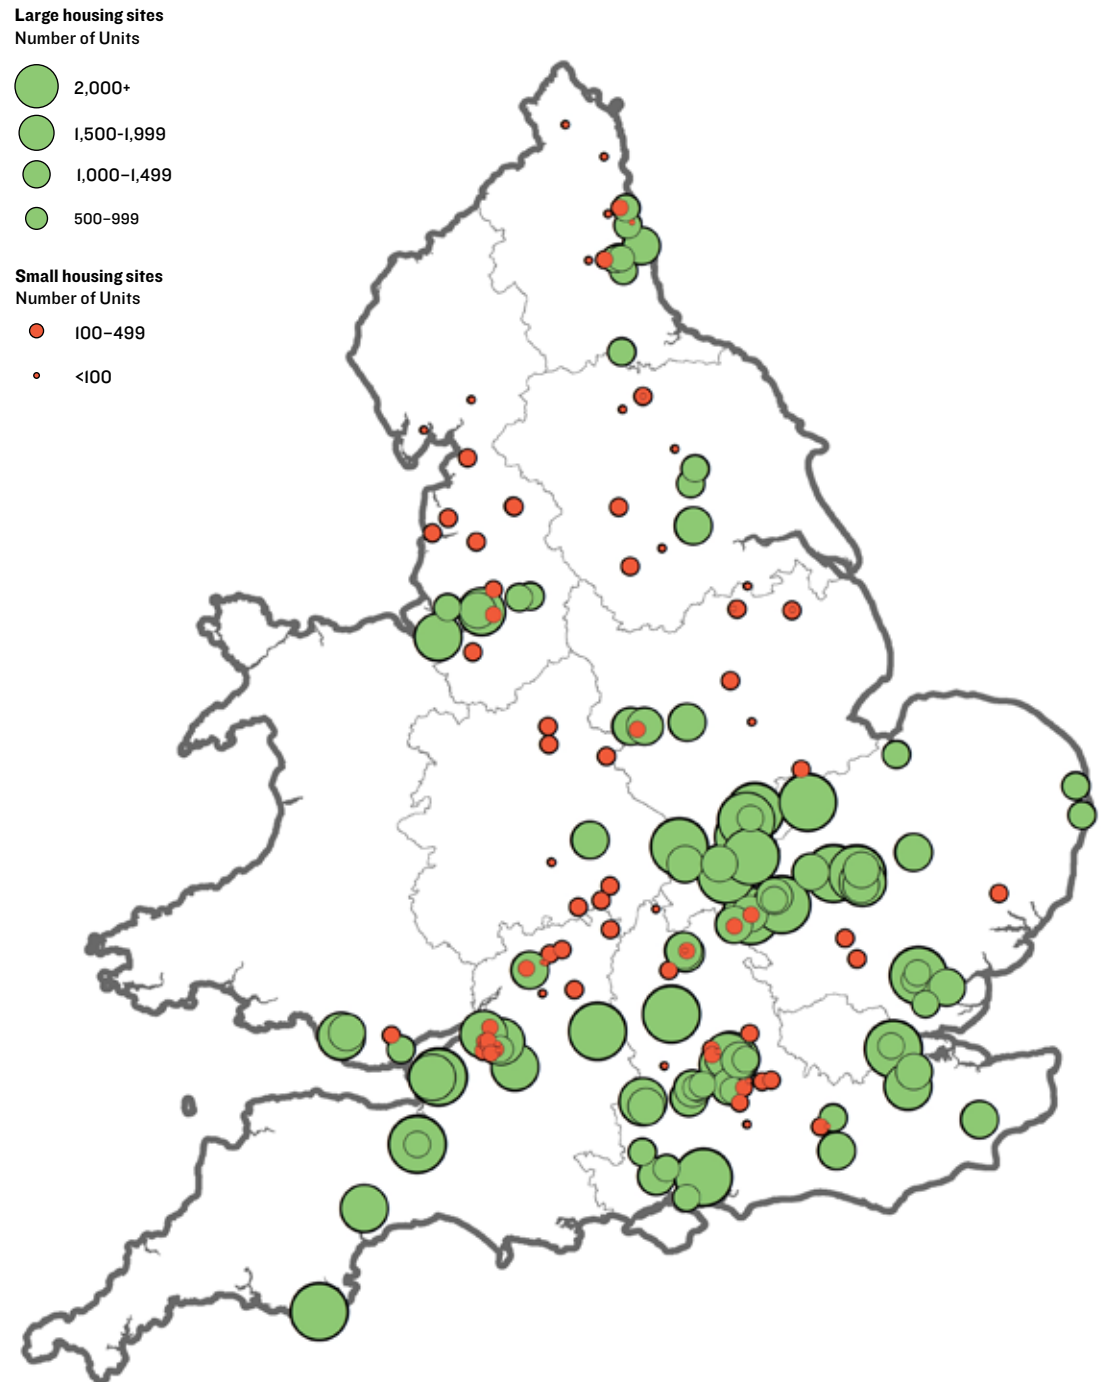 Large housing sites
Number of Units
2,000+
1,500-1,999
1,000–1,499
500–999
Small housing sites
Number of Units
100–499
<100